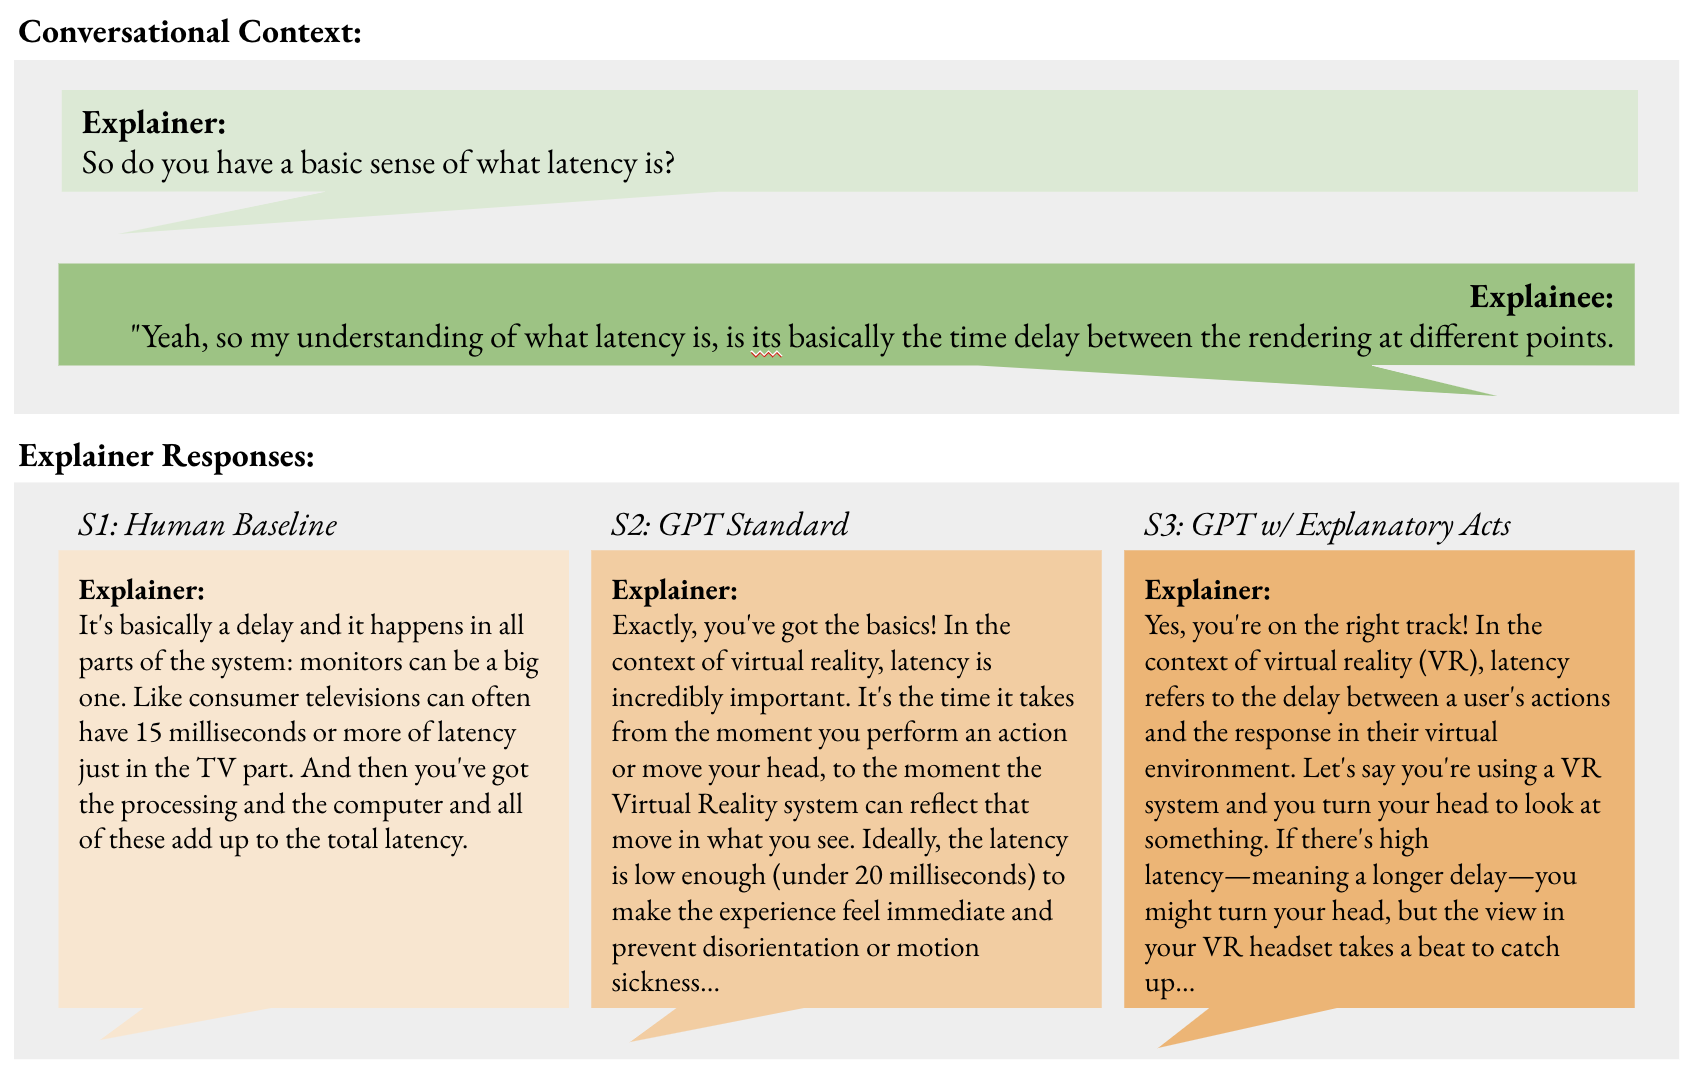 Conversational Context:
Explainer:
So do you have a basic sense of what latency is?
Explainee:
"Yeah, so my understanding of what latency is, is its basically the time delay between the rendering at different points.
Explainer Responses:
S1: Human Baseline
Explainer:
It's basically a delay and it happens in all
parts of the system: monitors can be a big
one. Like consumer televisions can often
have 15 milliseconds or more of latency
just in the TV part. And then you've got
the processing and the computer and all
of these add up to the total latency.
S2: GPT Standard
Explainer:
Exactly, you've got the basics! In the
context of virtual reality, latency is
incredibly important. It's the time it takes
from the moment you perform an action
or move your head, to the moment the
Virtual Reality system can reflect that
move in what you see. Ideally, the latency
is low enough (under 20 milliseconds) to
make the experience feel immediate and
prevent disorientation or motion
sickness...
S3: GPT w/ Explanatory Acts
Explainer:
Yes, you're on the right track! In the
context of virtual reality (VR), latency
refers to the delay between a user's actions
and the response in their virtual
environment. Let's say you're using a VR
system and you turn your head to look at
something. If there's high
latency—meaning a longer delay—you
might turn your head, but the view in
your VR headset takes a beat to catch
up...